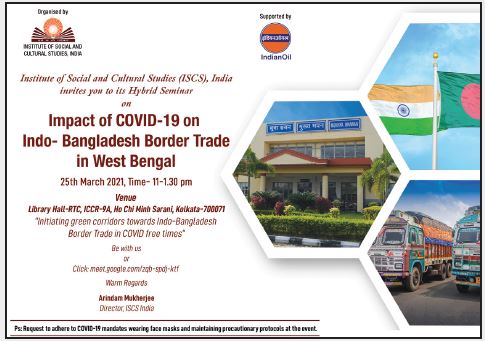 Organised by
INSTITUTE OF SOCIAL AND
CULTURAL STUDIES, INDIA
Supported by
इंडियनऑयल
IndianOil
Institute of Social and Cultural Studies (ISCS), India
invites you to its Hybrid Seminar
on
Impact of COVID-19 on
Indo- Bangladesh Border Trade
in West Bengal
25th March 2021, Time- 11-1.30 pm
Venue
Library Hall-RTC, ICCR-9A, Ho Chi Minh Sarani, Kolkata-700071
"Initiating green corridors towards Indo-Bangladesh
Border Trade in COVID free times"
Be with us
or
Click:meet.google.com/zqb-spdj-ktf
Warm Regards
Arindam Mukherjee
Director, ISCS India
Ps: Request to adhere to COVID-19 mandates wearing face masks and maintaining precautionary protocols at the event.